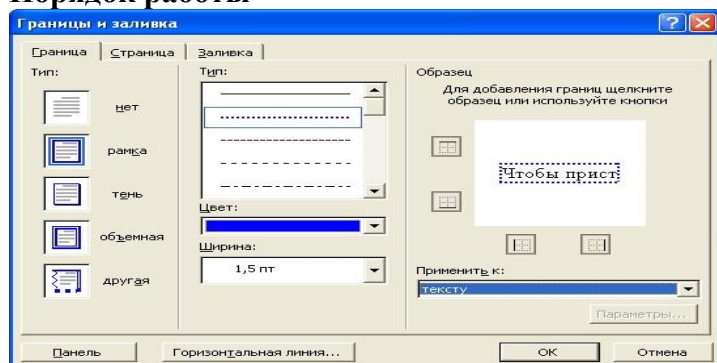 Порядок работы
Границы и заливка
Граница Страница Заливка
Тип:
нет
рамка
тень
объемная
другая
Тип:
Цвет:
Ширина:
1,5 пт
Образец
Для добавления границ щелкните
образец или используйте кнопки
Чтобы прист
Применить к:
тексту
Параметры...
Панель Горизонтальная линия... ОК Отмена